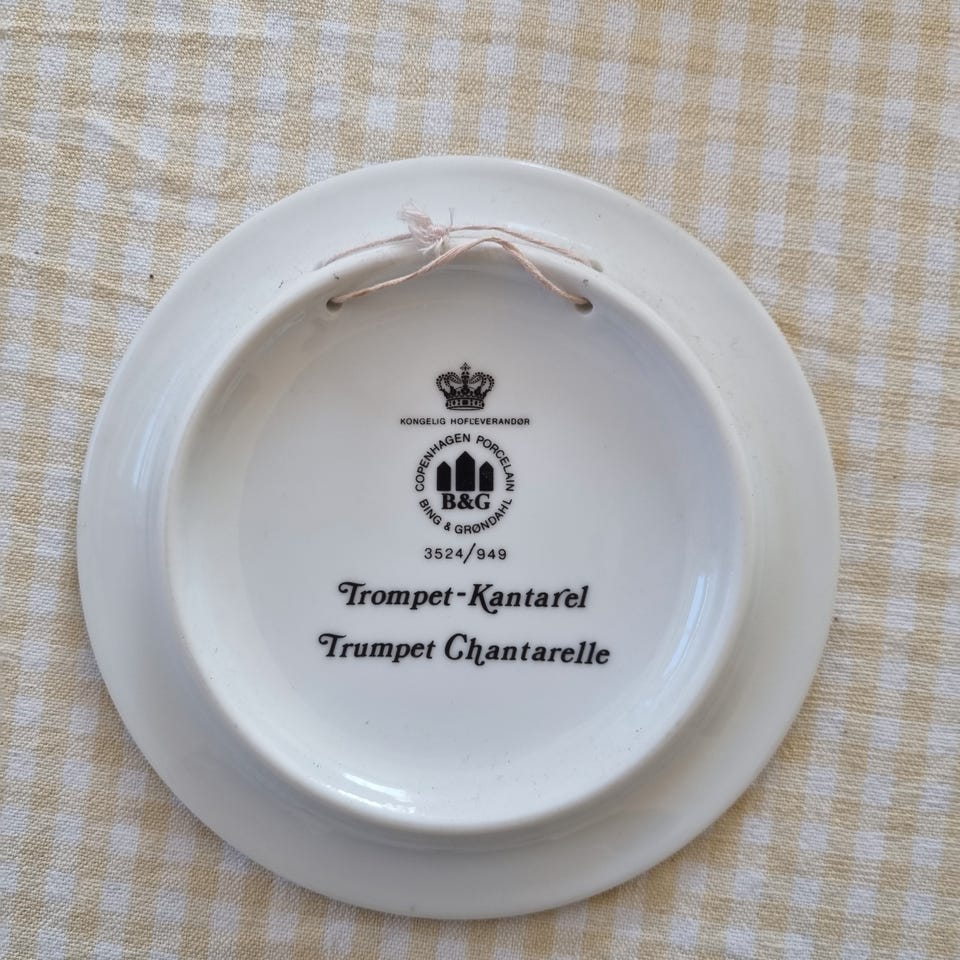 KONGELIG HOFLEVERANDØR
COPENHAGEN PORCELAIN
B&G
BING & GRØNDAHL
3524/949
Trompet-Kantarel
Trumpet Chantarelle